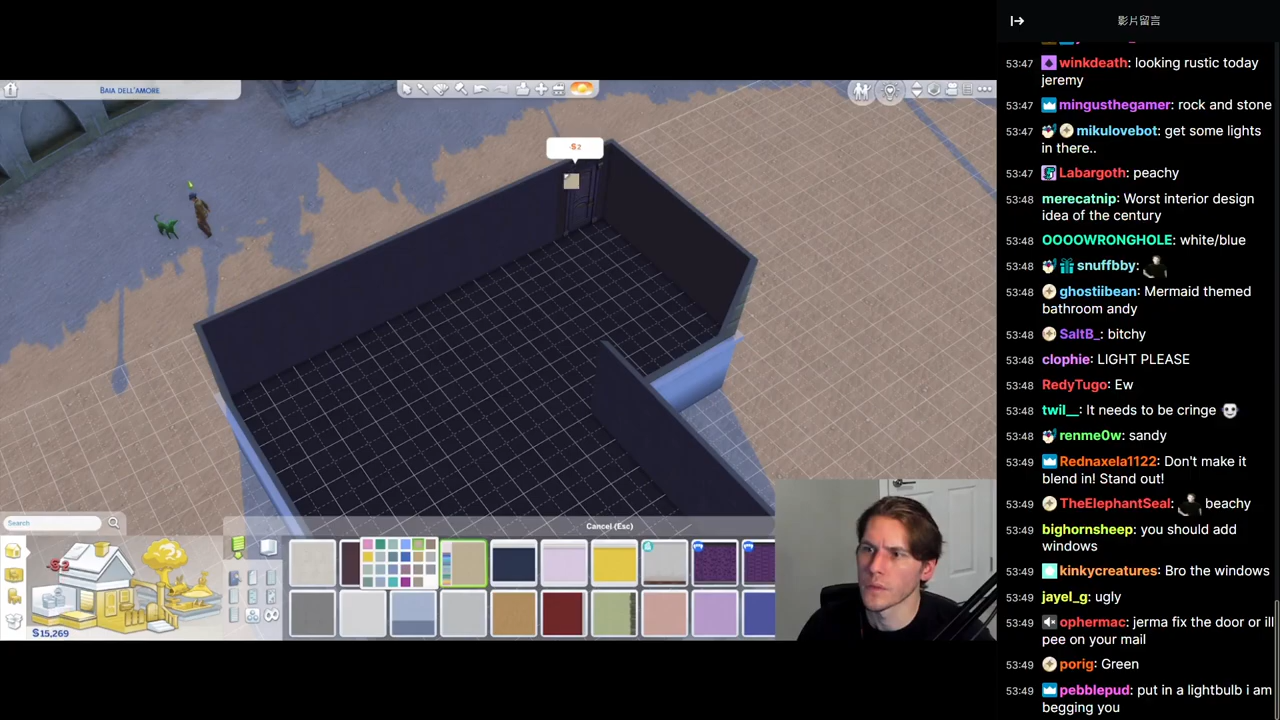 BAIA DELL'AMORE
-§2
Cancel (Esc)
Search
-§2
§15,269
影片留言
53:47 winkdeath: looking rustic today
jeremy
53:47 mingusthegamer: rock and stone
53:47 mikulovebot: get some lights
in there..
53:47 Labargoth: peachy
53:48 merecatnip: Worst interior design
idea of the century
53:48 OOOOWRONGHOLE: white/blue
53:48 snuffbby:
53:48 ghostiibean: Mermaid themed
bathroom andy
53:48 SaltB_: bitchy
53:48 clophie: LIGHT PLEASE
53:48 RedyTugo: Ew
53:48 twil__: It needs to be cringe
53:48 renme0w: sandy
53:49 Rednaxela1122: Don't make it
blend in! Stand out!
53:49 TheElephantSeal: beachy
53:49 bighornsheep: you should add
windows
53:49 kinkycreatures: Bro the windows
53:49 jayel_g: ugly
53:49 ophermac: jerma fix the door or ill
pee on your mail
53:49 porig: Green
53:49 pebblepud: put in a lightbulb i am
begging you